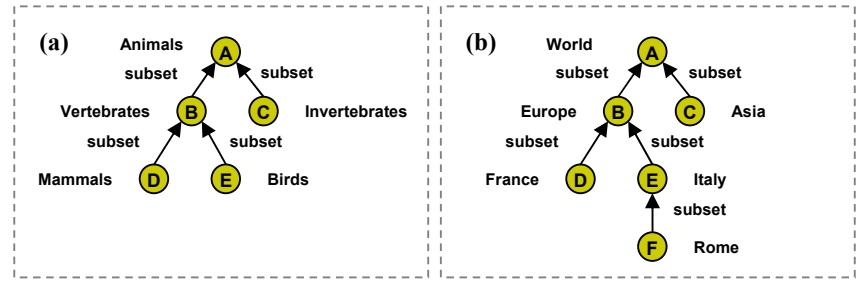 (a)
Animals A
subset subset
Vertebrates B C Invertebrates
subset subset
Mammals D E Birds
(b)
World A
subset subset
Europe B C Asia
subset subset
France D E Italy
subset
F Rome